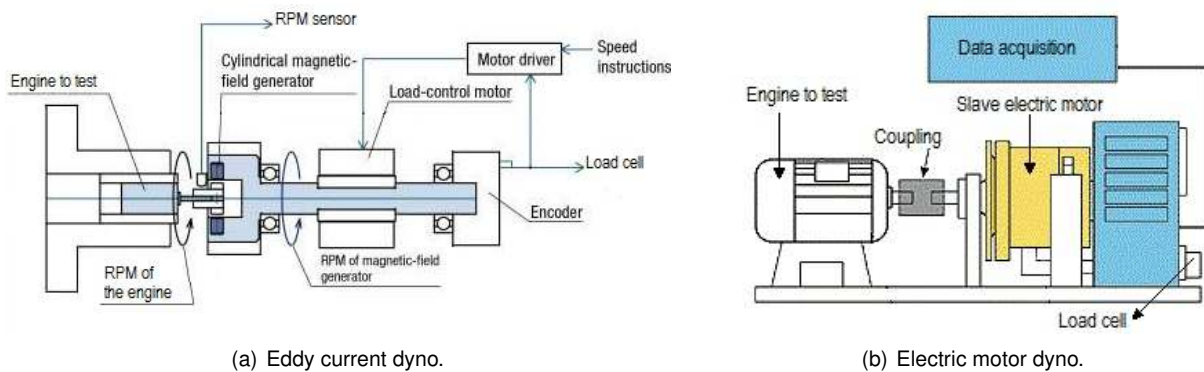 RPM sensor
Cylindrical magnetic-
field generator
Engine to test
Load-control motor
Motor driver
Speed
instructions
Load cell
Encoder
RPM of magnetic-field
generator
RPM of
the engine
(a) Eddy current dyno.
Data acquisition
Engine to test
Slave electric motor
Coupling
Load cell
(b) Electric motor dyno.